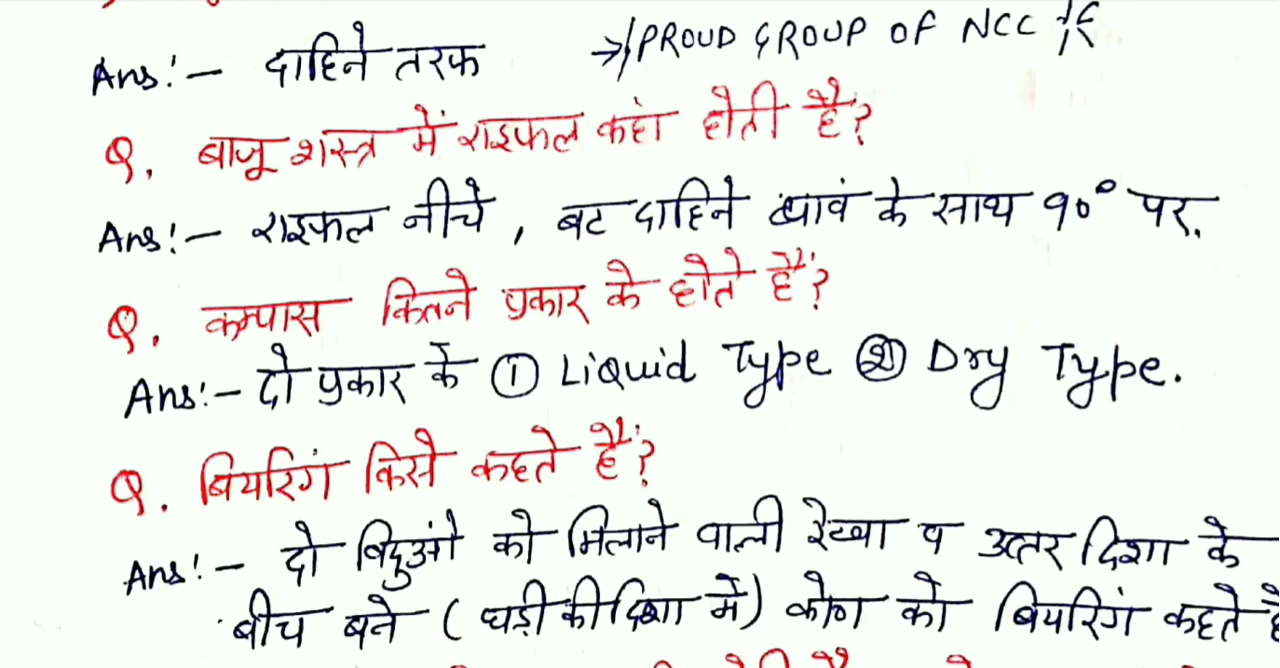 Ans:- दाहिने तरफ →/PROUD GROUP OF NCC
Q. बाजू शस्त्र में राइफल कहां होती है?
Ans:- राइफल नीचे, बट दाहिने पावं के साथ 90° पर.
Q. कम्पास कितने प्रकार के होते हैं?
Ans:- दो प्रकार के ① Liquid Type ② Dry Type.
Q. बियरिंग किसे कहते हैं?
Ans:- दो बिदुओं को मिलाने वाली रेखा व उत्तर दिशा के
बीच बने (घड़ी की दिशा में) कोण को बियरिंग कहते